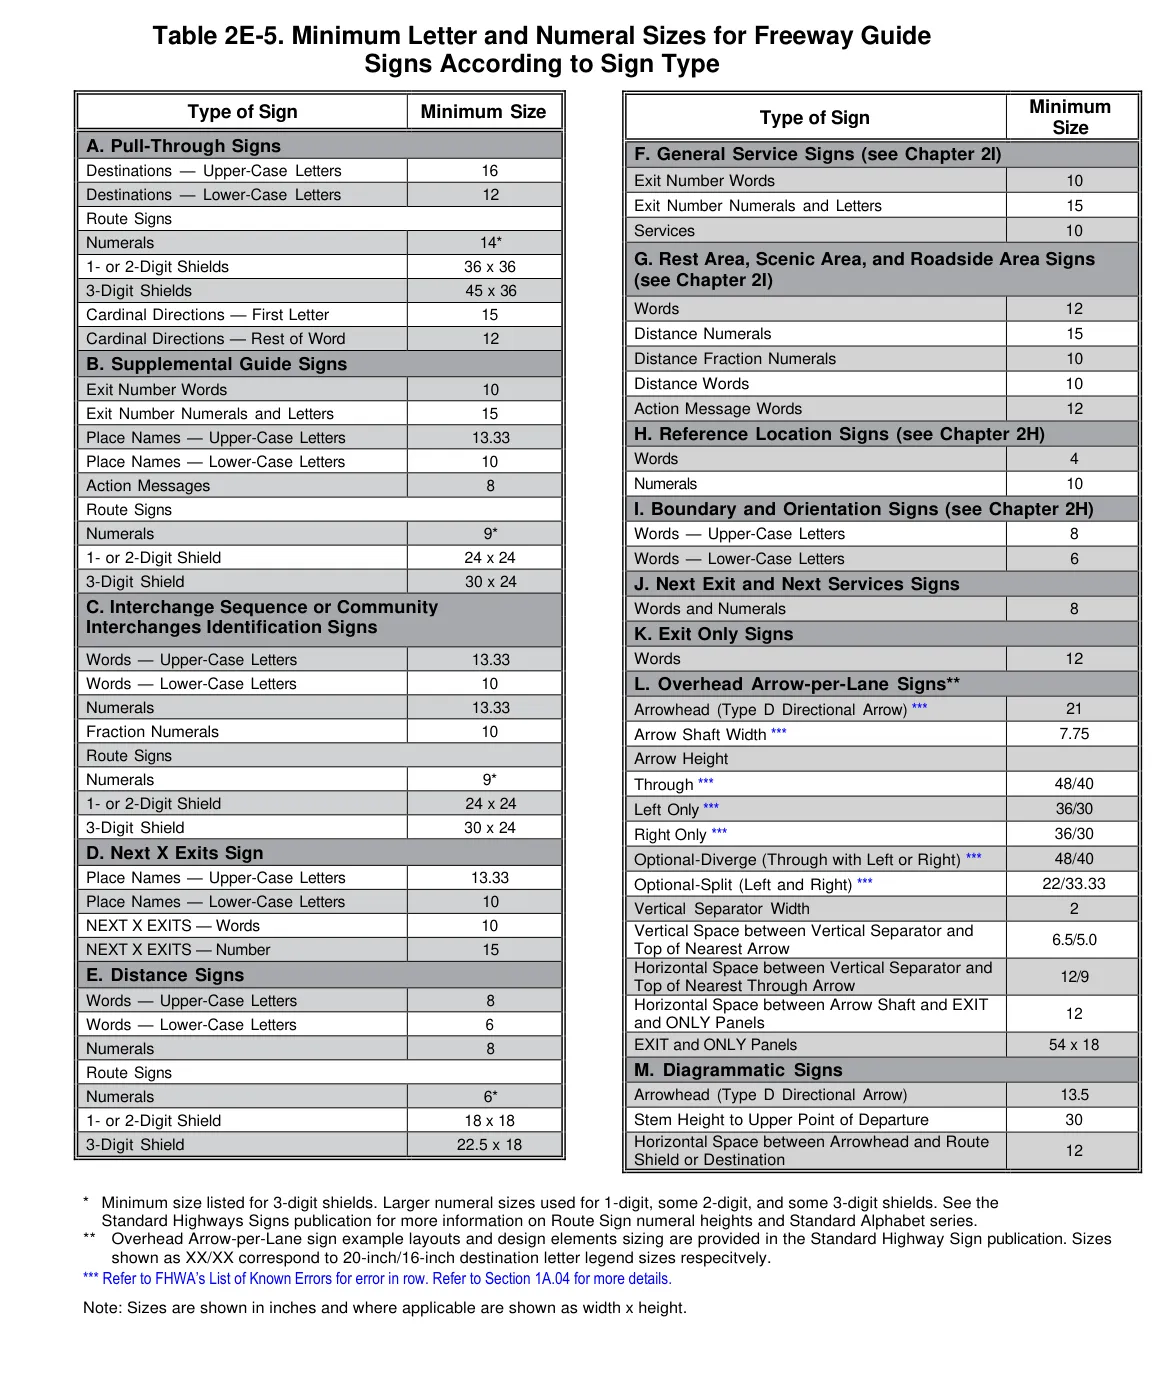 Table 2E-5. Minimum Letter and Numeral Sizes for Freeway Guide
Signs According to Sign Type
Type of Sign Minimum Size
A. Pull-Through Signs
Destinations — Upper-Case Letters 16
Destinations — Lower-Case Letters 12
Route Signs
Numerals 14*
1- or 2-Digit Shields 36 x 36
3-Digit Shields 45 x 36
Cardinal Directions — First Letter 15
Cardinal Directions — Rest of Word 12
B. Supplemental Guide Signs
Exit Number Words 10
Exit Number Numerals and Letters 15
Place Names — Upper-Case Letters 13.33
Place Names — Lower-Case Letters 10
Action Messages 8
Route Signs
Numerals 9*
1- or 2-Digit Shield 24 x 24
3-Digit Shield 30 x 24
C. Interchange Sequence or Community
Interchanges Identification Signs
Words — Upper-Case Letters 13.33
Words — Lower-Case Letters 10
Numerals 13.33
Fraction Numerals 10
Route Signs
Numerals 9*
1- or 2-Digit Shield 24 x 24
3-Digit Shield 30 x 24
D. Next X Exits Sign
Place Names — Upper-Case Letters 13.33
Place Names — Lower-Case Letters 10
NEXT X EXITS — Words 10
NEXT X EXITS — Number 15
E. Distance Signs
Words — Upper-Case Letters 8
Words — Lower-Case Letters 6
Numerals 8
Route Signs
Numerals 6*
1- or 2-Digit Shield 18 x 18
3-Digit Shield 22.5 x 18
Type of Sign Minimum
Size
F. General Service Signs (see Chapter 2I)
Exit Number Words 10
Exit Number Numerals and Letters 15
Services 10
G. Rest Area, Scenic Area, and Roadside Area Signs
(see Chapter 2I)
Words 12
Distance Numerals 15
Distance Fraction Numerals 10
Distance Words 10
Action Message Words 12
H. Reference Location Signs (see Chapter 2H)
Words 4
Numerals 10
I. Boundary and Orientation Signs (see Chapter 2H)
Words — Upper-Case Letters 8
Words — Lower-Case Letters 6
J. Next Exit and Next Services Signs
Words and Numerals 8
K. Exit Only Signs
Words 12
L. Overhead Arrow-per-Lane Signs**
Arrowhead (Type D Directional Arrow) *** 21
Arrow Shaft Width *** 7.75
Arrow Height
Through *** 48/40
Left Only *** 36/30
Right Only *** 36/30
Optional-Diverge (Through with Left or Right) *** 48/40
Optional-Split (Left and Right) *** 22/33.33
Vertical Separator Width 2
Vertical Space between Vertical Separator and
Top of Nearest Arrow 6.5/5.0
Horizontal Space between Vertical Separator and
Top of Nearest Through Arrow 12/9
Horizontal Space between Arrow Shaft and EXIT
and ONLY Panels 12
EXIT and ONLY Panels 54 x 18
M. Diagrammatic Signs
Arrowhead (Type D Directional Arrow) 13.5
Stem Height to Upper Point of Departure 30
Horizontal Space between Arrowhead and Route
Shield or Destination 12
* Minimum size listed for 3-digit shields. Larger numeral sizes used for 1-digit, some 2-digit, and some 3-digit shields. See the
Standard Highways Signs publication for more information on Route Sign numeral heights and Standard Alphabet series.
** Overhead Arrow-per-Lane sign example layouts and design elements sizing are provided in the Standard Highway Sign publication. Sizes
shown as XX/XX correspond to 20-inch/16-inch destination letter legend sizes respecitvely.
*** Refer to FHWA's List of Known Errors for error in row. Refer to Section 1A.04 for more details.
Note: Sizes are shown in inches and where applicable are shown as width x height.